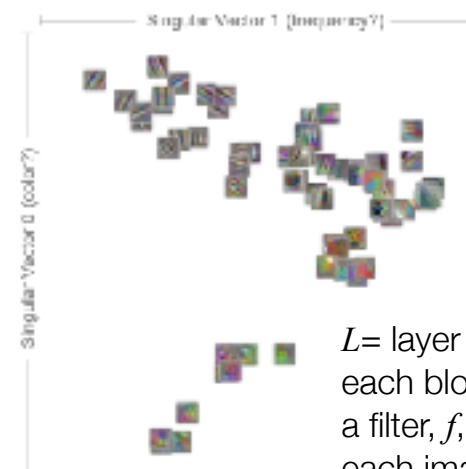 Singular Vector 1 (frequency?)
Singular Vector 0 (color?)
L= layer
each blo
a filter, f,
each ima